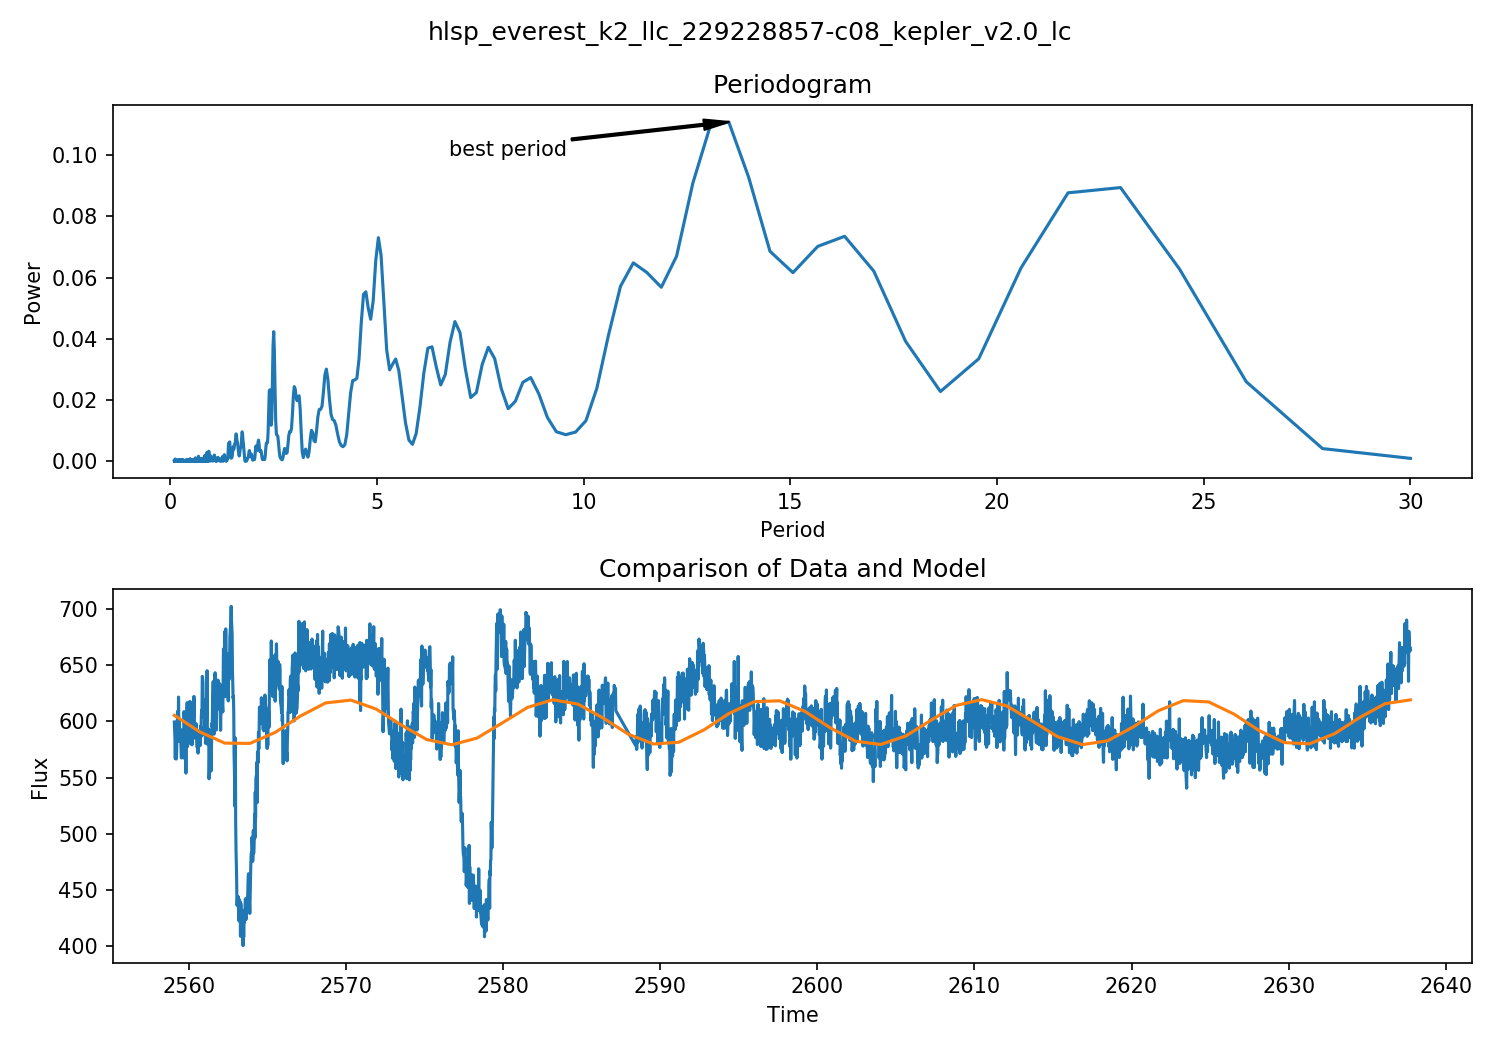 hlsp_everest_k2_llc_229228857-c08_kepler_v2.0_lc
Periodogram
best period
Power
0.10
0.08
0.06
0.04
0.02
0.00
0 5 10 15 20 25 30
Period
Comparison of Data and Model
Flux
700
650
600
550
500
450
400
2560 2570 2580 2590 2600 2610 2620 2630 2640
Time